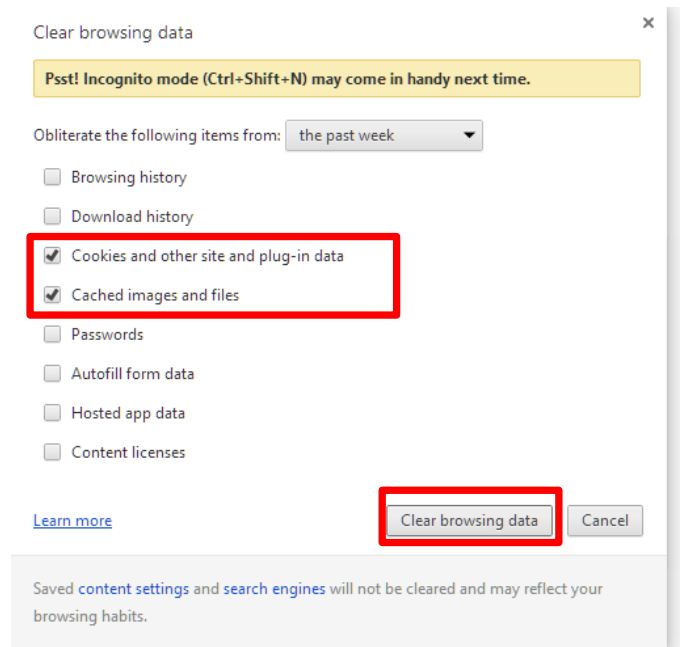 Clear browsing data
×
Psst! Incognito mode (Ctrl+Shift+N) may come in handy next time.
Obliterate the following items from: the past week
Browsing history
Download history
Cookies and other site and plug-in data
Cached images and files
Passwords
Autofill form data
Hosted app data
Content licenses
Learn more Clear browsing data Cancel
Saved content settings and search engines will not be cleared and may reflect your
browsing habits.